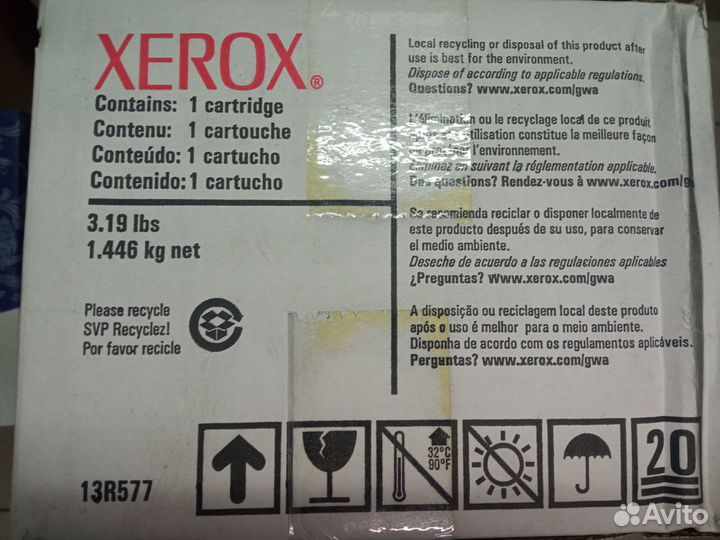 XEROX®
Contains: 1 cartridge
Contenu: 1 cartouche
Conteúdo: 1 cartucho
Contenido: 1 cartucho
3.19 lbs
1.446 kg net
Please recycle
SVP Recyclez!
Por favor recicle
Local recycling or disposal of this product after
use is best for the environment.
Dispose of according to applicable regulations.
Questions? www.xerox.com/gwa
L'élimination ou le recyclage local de ce produit
utilisation constitue la meilleure façon
l'environnement.
Éliminez en suivant la réglementation applicable.
Des questions? Rendez-vous à www.xerox.com/gwa
Se recomienda reciclar o disponer localmente de
este producto después de su uso, para conservar
el medio ambiente.
Deseche de acuerdo a las regulaciones aplicables
¿Preguntas? www.xerox.com/gwa
A disposição ou reciclagem local deste produto
após o uso é melhor para o meio ambiente.
Disponha de acordo com os regulamentos aplicáveis.
Perguntas? www.xerox.com/gwa
32°C
90°F
20
13R577
Avito